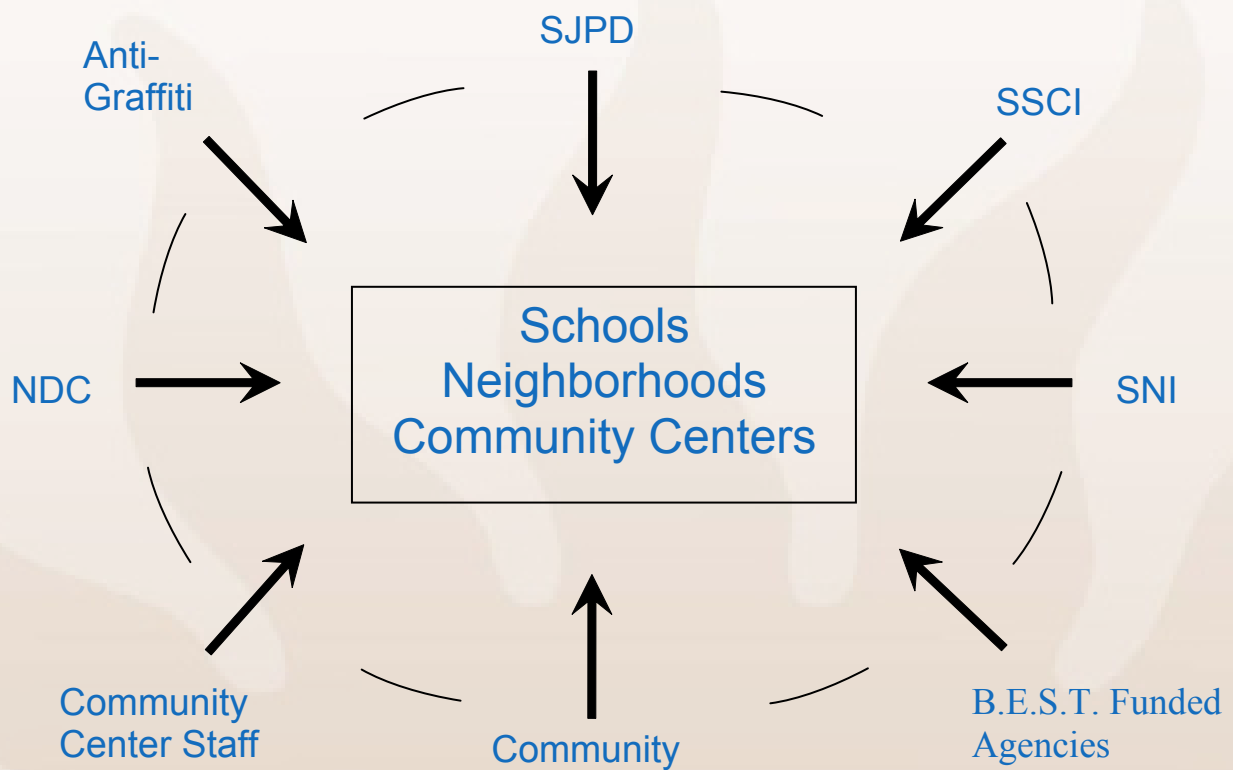 SJPD
Anti-
Graffiti
SSCI
Schools
Neighborhoods
Community Centers
NDC
SNI
Community
Center Staff
Community
B.E.S.T. Funded
Agencies